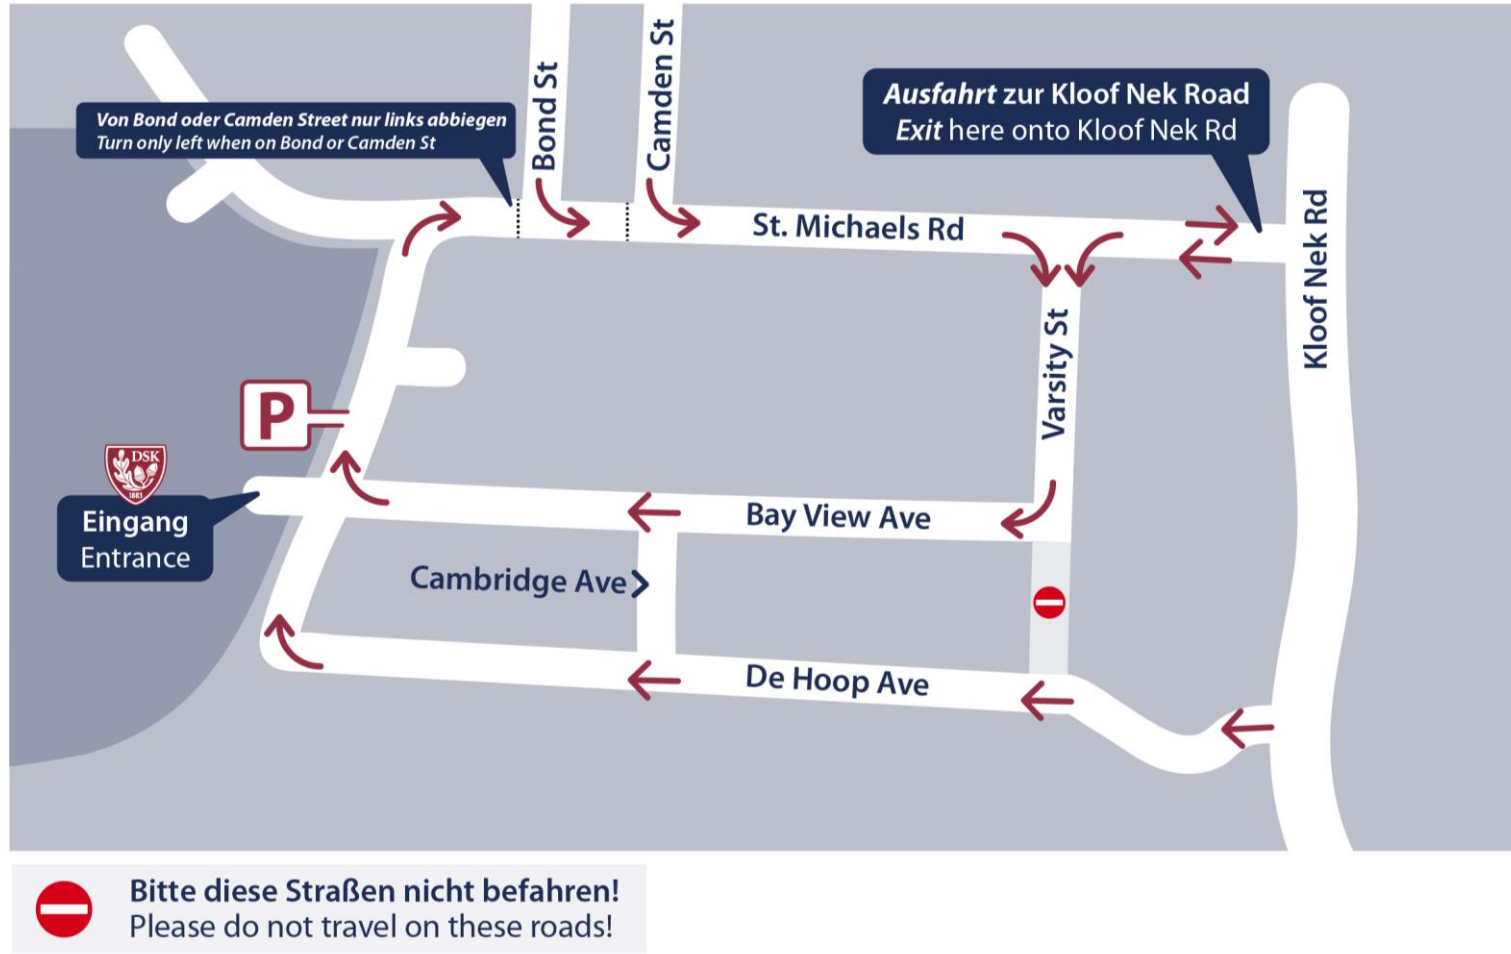 Bond St
Camden St
Von Bond oder Camden Street nur links abbiegen
Turn only left when on Bond or Camden St
Ausfahrt zur Kloof Nek Road
Exit here onto Kloof Nek Rd
St. Michaels Rd
Kloof Nek Rd
Varsity St
P
DSK
1883
Eingang
Entrance
Bay View Ave
Cambridge Ave
De Hoop Ave
Bitte diese Straßen nicht befahren!
Please do not travel on these roads!